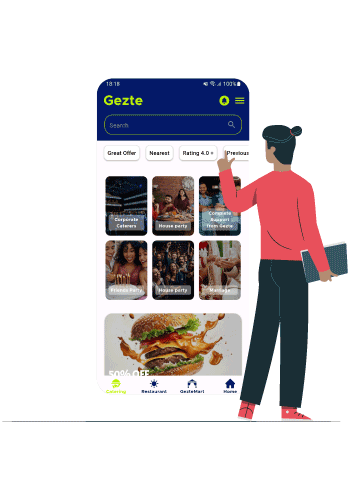 18:18
100%
Gezte
Search
Great Offer
Nearest
Rating 4.0 +
Previous
Corporate
Caterers
House party
Complete
Support
from Gezte
Friends Party
House party
Marriage
50% OFF
Catering
Restaurant
GezteMart
Home